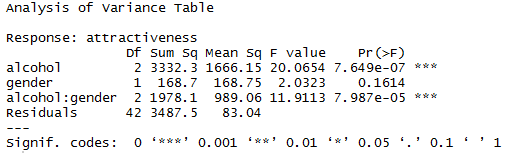 Analysis of Variance Table
Response: attractiveness
Df Sum Sq Mean Sq F value Pr(>F)
alcohol 2 3332.3 1666.15 20.0654 7.649e-07 ***
gender 1 168.7 168.75 2.0323 0.1614
alcohol:gender 2 1978.1 989.06 11.9113 7.987e-05 ***
Residuals 42 3487.5 83.04
---
Signif. codes: 0 ‘***’ 0.001 ‘**’ 0.01 ‘*’ 0.05 ‘.’ 0.1 ‘ ’ 1